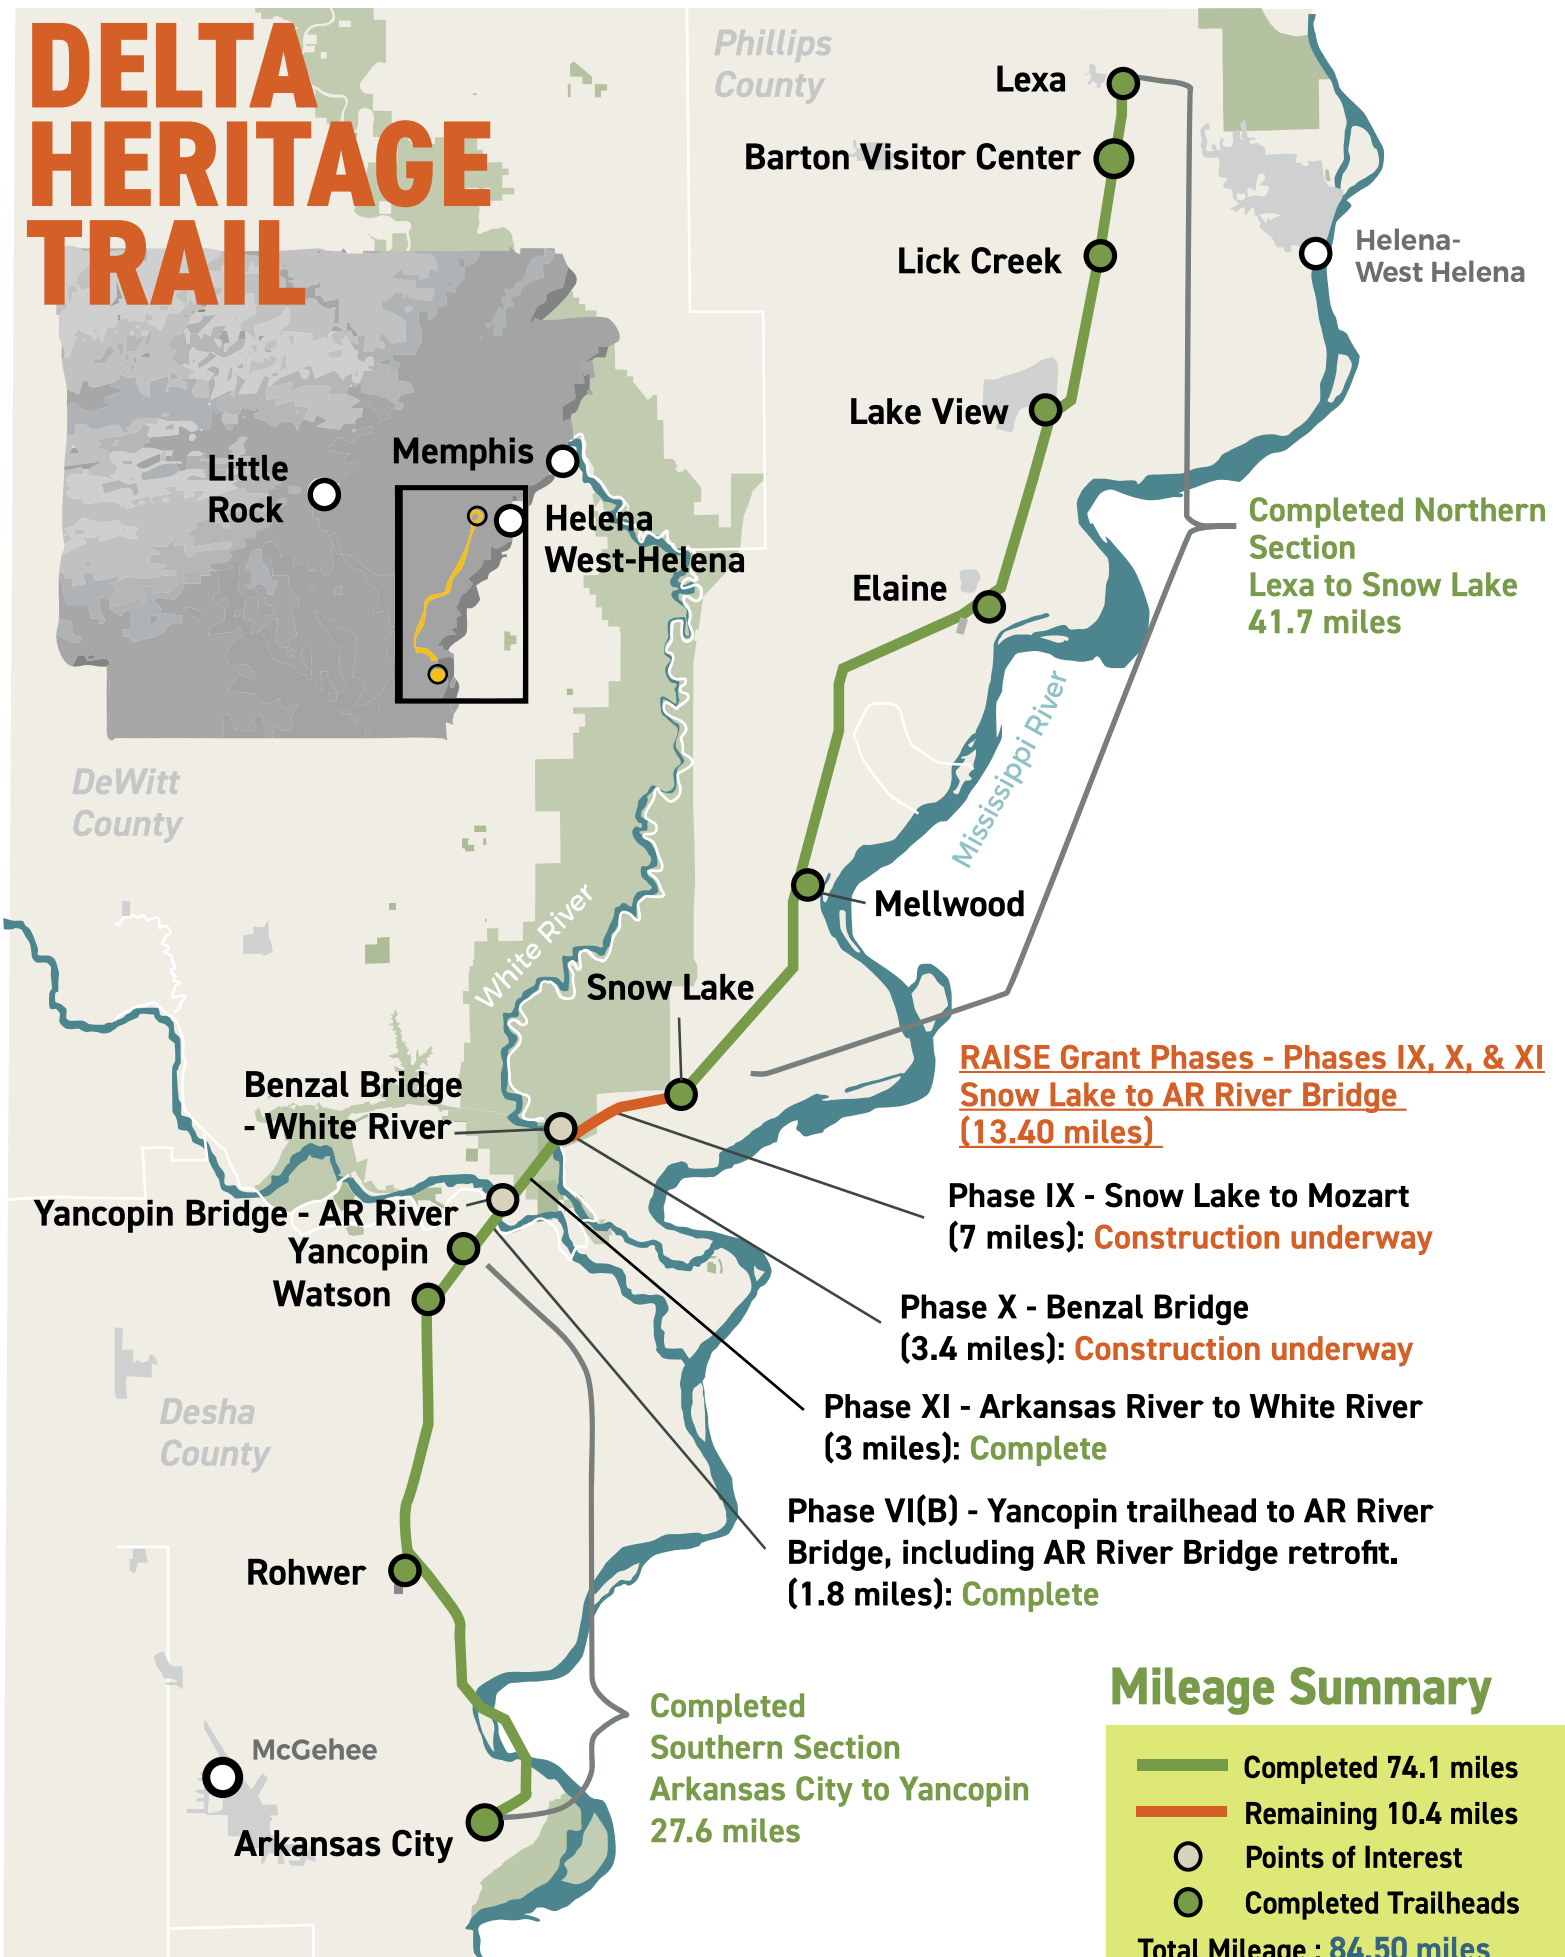 DELTA
HERITAGE
TRAIL
Phillips
County
Lexa
Barton Visitor Center
Lick Creek
Helena-
West Helena
Lake View
Little
Rock
Memphis
Helena
West-Helena
Completed Northern
Section
Lexa to Snow Lake
41.7 miles
Elaine
Mississippi River
DeWitt
County
Mellwood
White River
Snow Lake
RAISE Grant Phases - Phases IX, X, & XI
Snow Lake to AR River Bridge
(13.40 miles)
Benzal Bridge
- White River
Yancopin Bridge - AR River
Yancopin
Watson
Phase IX - Snow Lake to Mozart
(7 miles): Construction underway
Phase X - Benzal Bridge
(3.4 miles): Construction underway
Phase XI - Arkansas River to White River
(3 miles): Complete
Desha
County
Phase VI(B) - Yancopin trailhead to AR River
Bridge, including AR River Bridge retrofit.
(1.8 miles): Complete
Rohwer
McGehee
Arkansas City
Completed
Southern Section
Arkansas City to Yancopin
27.6 miles
Mileage Summary
Completed 74.1 miles
Remaining 10.4 miles
Points of Interest
Completed Trailheads
Total Mileage : 84.50 miles